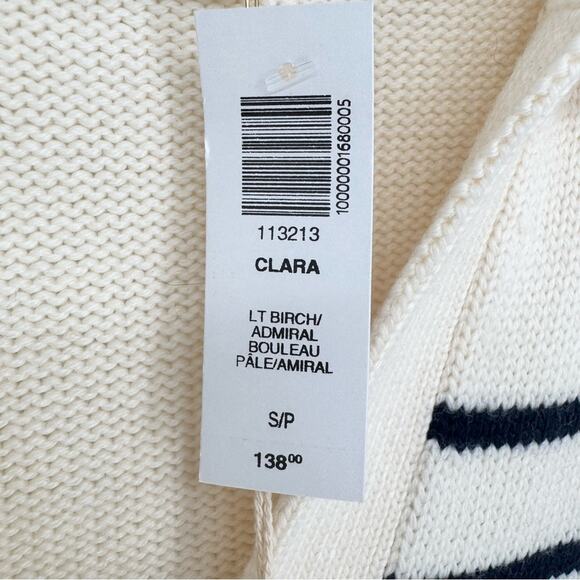 10000001680005
113213
CLARA
LT BIRCH/
ADMIRAL
BOULEAU
PÂLE/AMIRAL
S/P
138⁰⁰